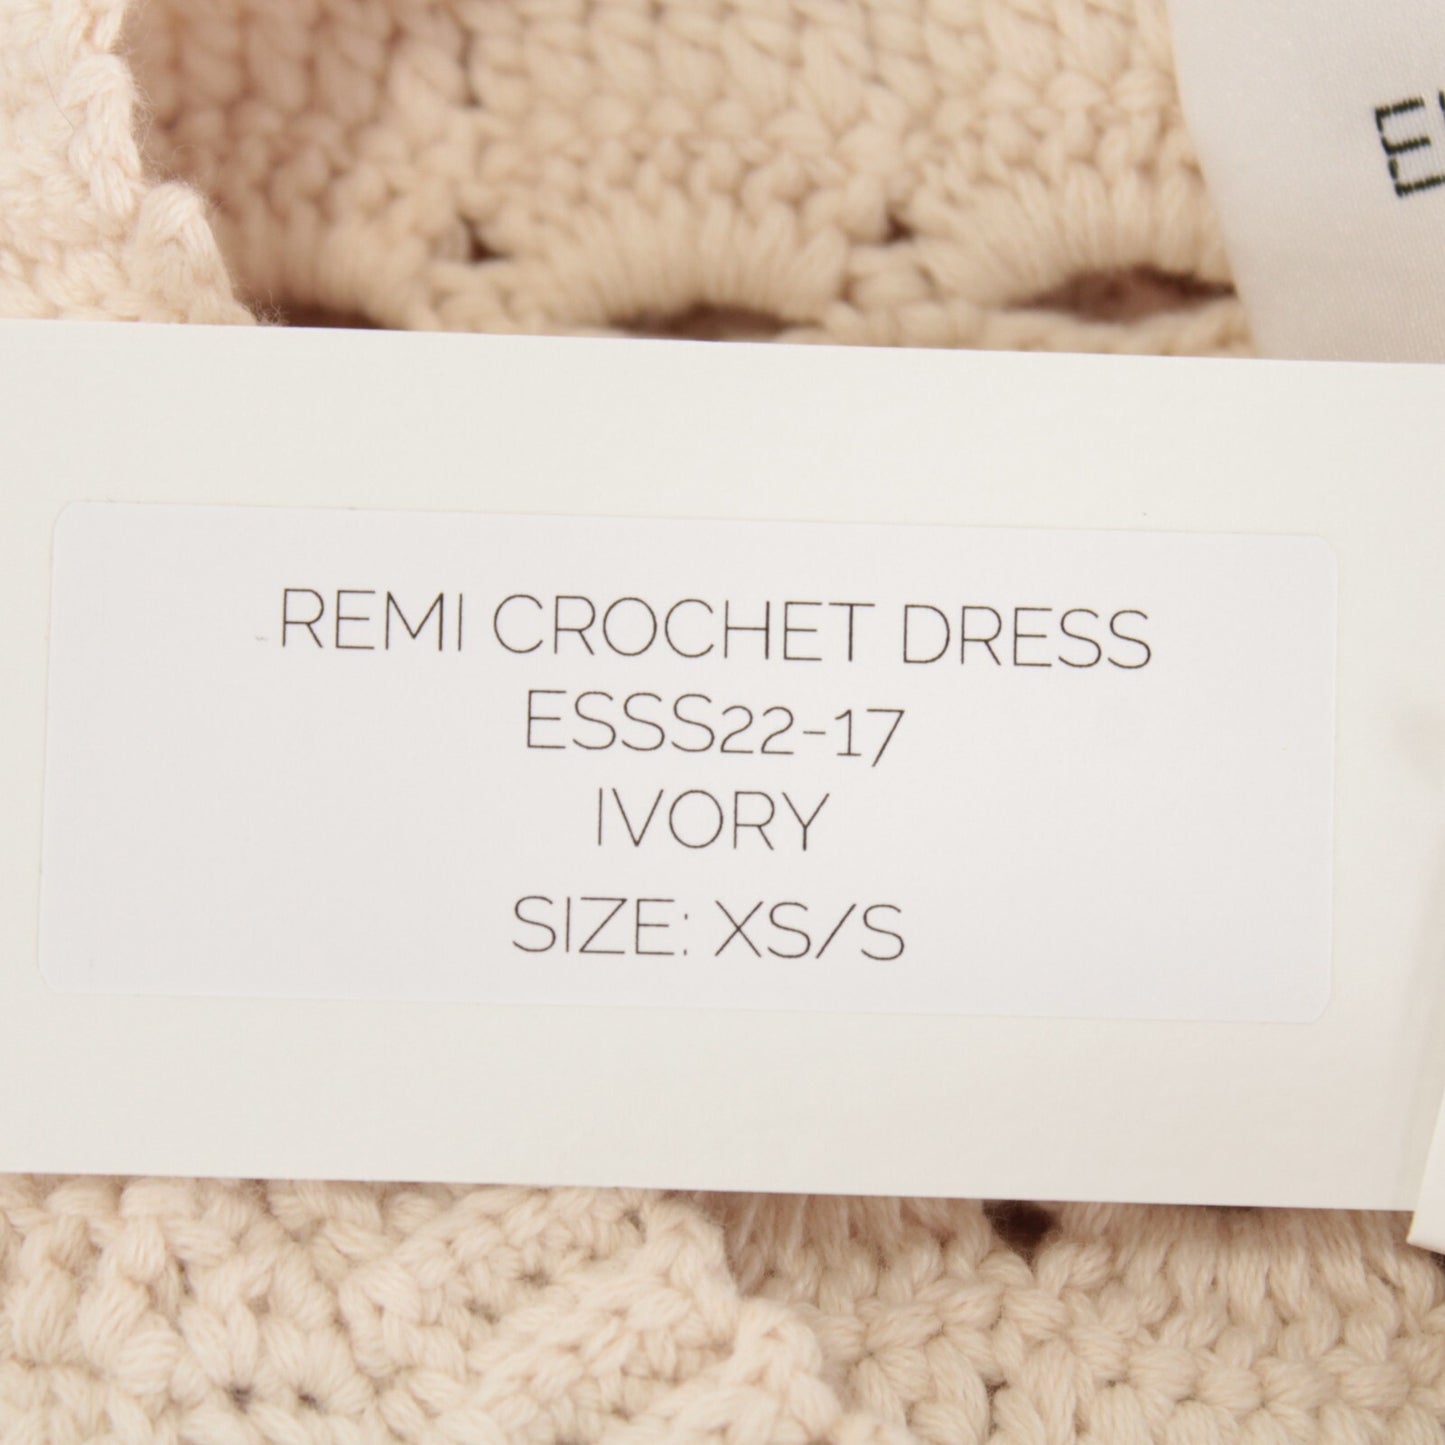 REMI CROCHET DRESS
ESSS22-17
IVORY
SIZE: XS/S